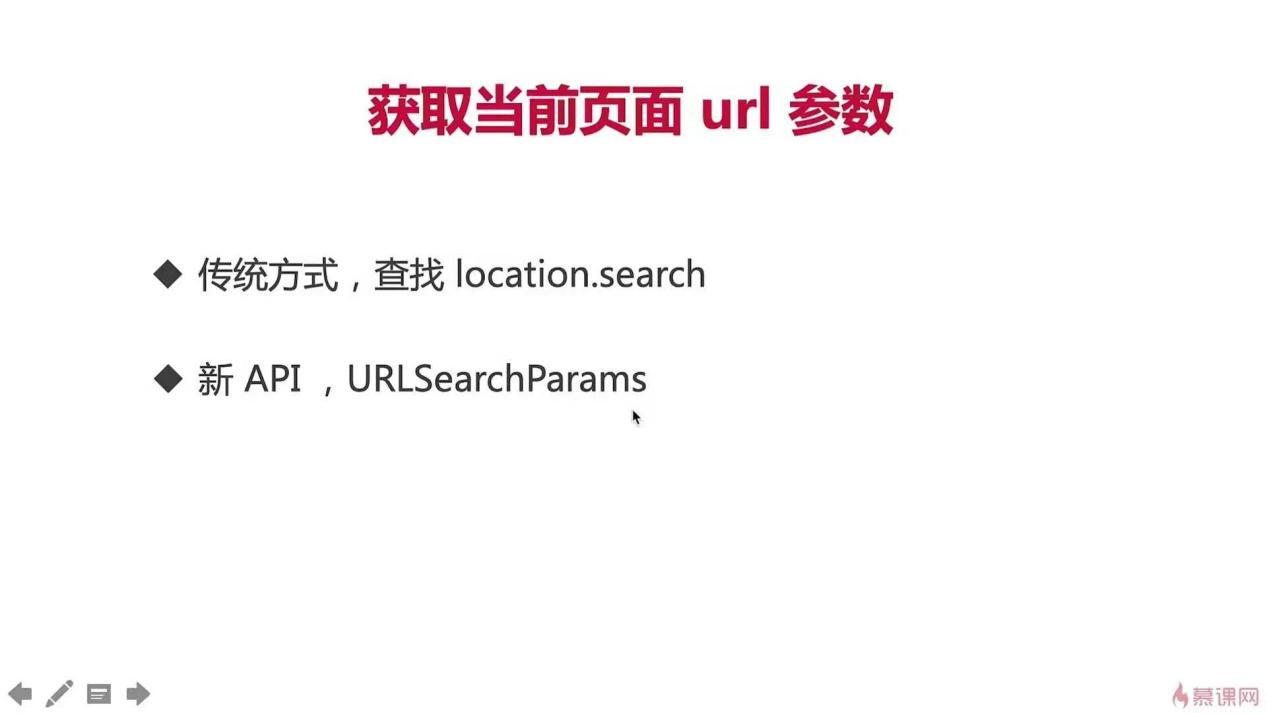 获取当前页面 url 参数
传统方式，查找 location.search
新 API ，URLSearchParams
慕课网